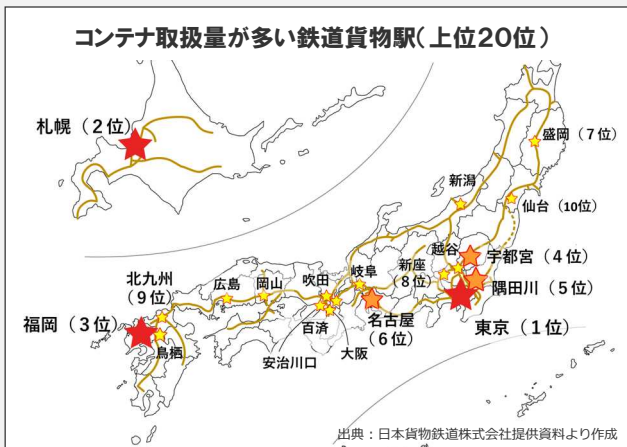 コンテナ取扱量が多い鉄道貨物駅（上位20位）
札幌（2位）
盛岡（7位）
新潟
仙台（10位）
越谷
宇都宮（4位）
新座
（8位）
隅田川（5位）
東京（1位）
岐阜
名古屋
（6位）
吹田
百済
安治川口
大阪
岡山
広島
北九州
（9位）
福岡（3位）
鳥栖
出典：日本貨物鉄道株式会社提供資料より作成